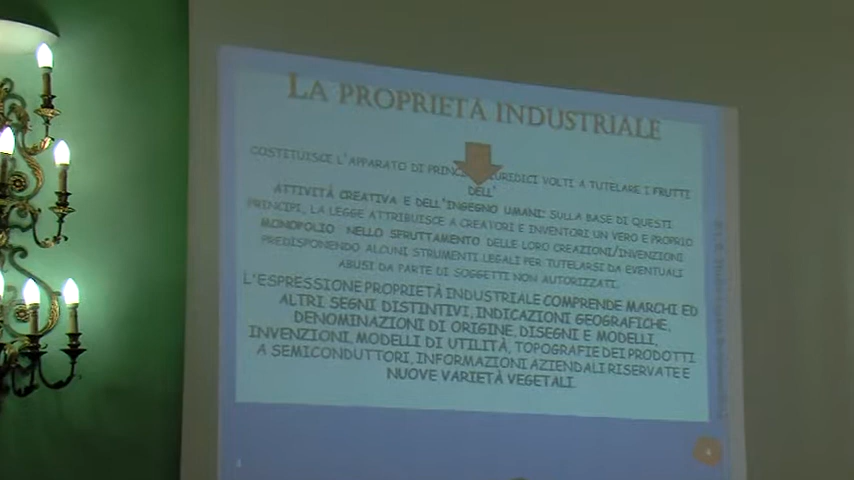 LA PROPRIETÀ INDUSTRIALE
COSTITUISCE L'APPARATO DI PRINC URIDICI VOLTI A TUTELARE I FRUTTI
DELL'
ATTIVITÀ CREATIVA E DELL'INGEGNO UMANI: SULLA BASE DI QUESTI
PRINCIPI, LA LEGGE ATTRIBUISCE A CREATORI E INVENTORI UN VERO E PROPRIO
MONOPOLIO NELLO SFRUTTAMENTO DELLE LORO CREAZIONI/INVENZIONI
PREDISPONENDO ALCUNI STRUMENTI LEGALI PER TUTELARSI DA EVENTUALI
ABUSI DA PARTE DI SOGGETTI NON AUTORIZZATI.
L'ESPRESSIONE PROPRIETÀ INDUSTRIALE COMPRENDE MARCHI ED
ALTRI SEGNI DISTINTIVI, INDICAZIONI GEOGRAFICHE,
DENOMINAZIONI DI ORIGINE, DISEGNI E MODELLI,
INVENZIONI, MODELLI DI UTILITÀ, TOPOGRAFIE DEI PRODOTTI
A SEMICONDUTTORI, INFORMAZIONI AZIENDALI RISERVATE E
NUOVE VARIETÀ VEGETALI.